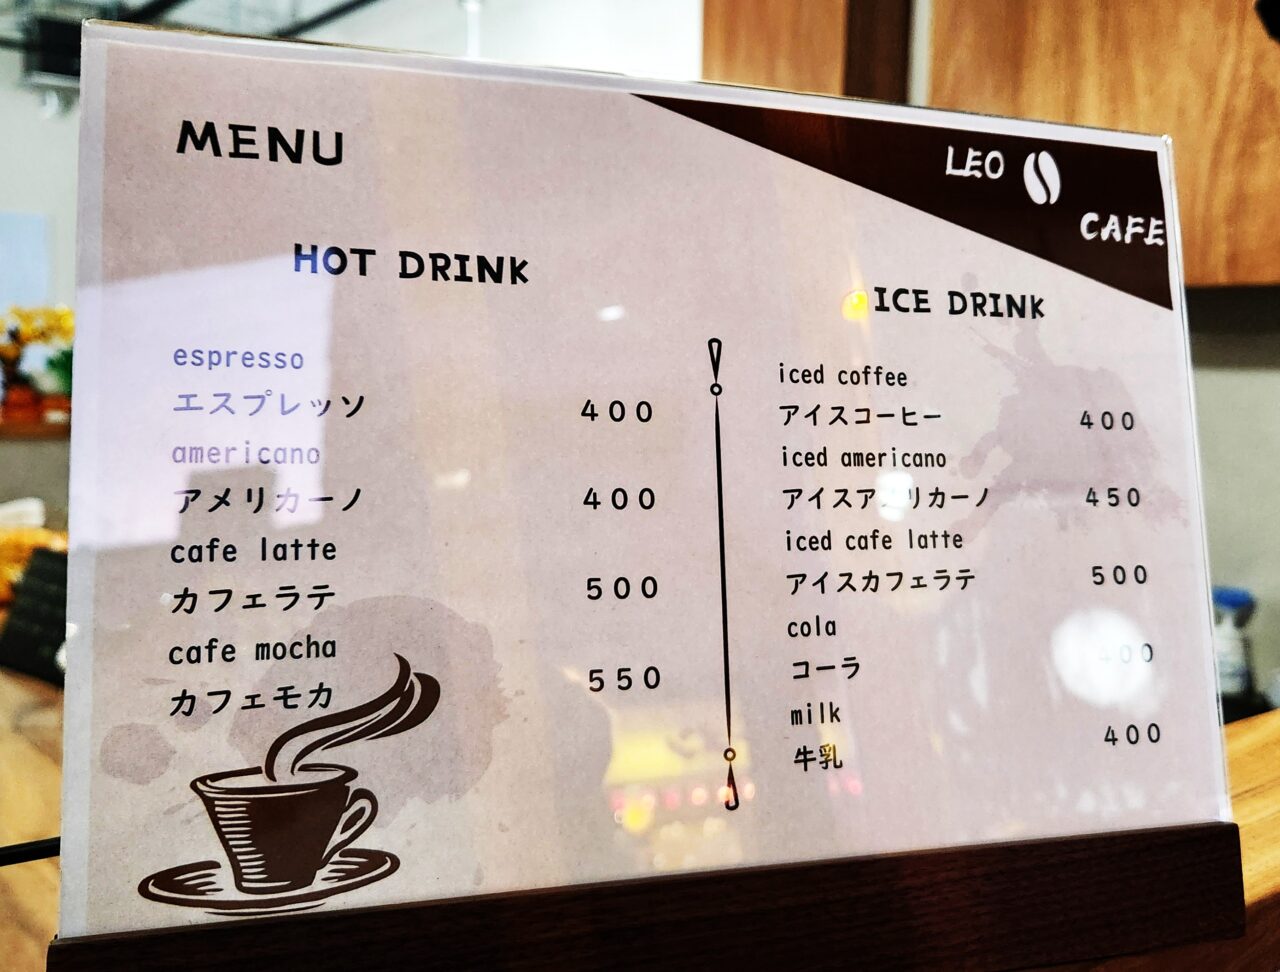 MENU
LEO
CAFE
HOT DRINK
espresso
エスプレッソ 400
americano
アメリカーノ 400
cafe latte
カフェラテ 500
cafe mocha
カフェモカ 550
ICE DRINK
iced coffee
アイスコーヒー 400
iced americano
アイスアメリカーノ 450
iced cafe latte
アイスカフェラテ 500
cola
コーラ 400
milk
牛乳 400